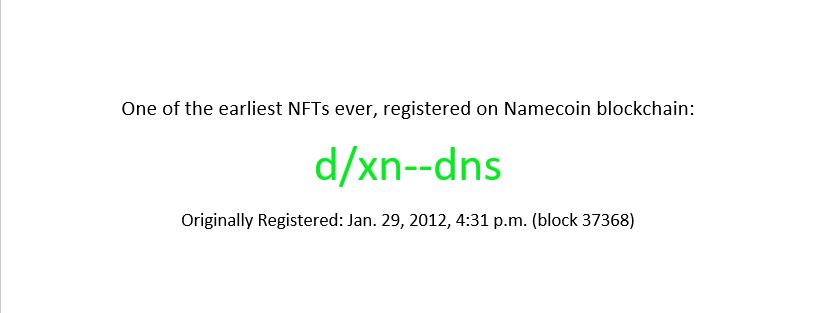 One of the earliest NFTs ever, registered on Namecoin blockchain:
d/xn--dns
Originally Registered: Jan. 29, 2012, 4:31 p.m. (block 37368)